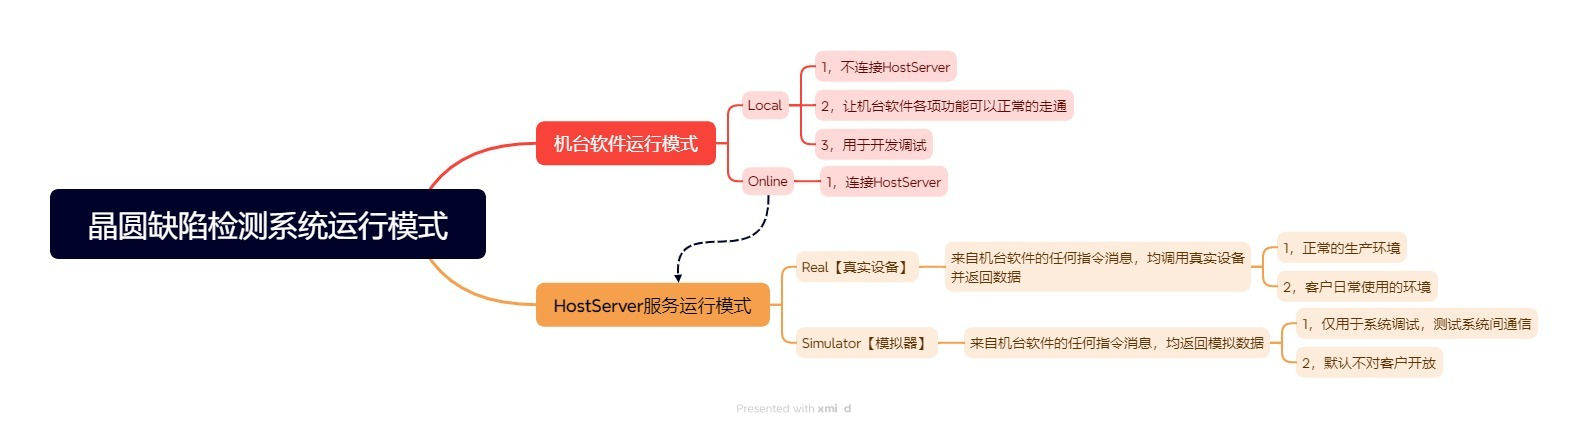 晶圆缺陷检测系统运行模式
机台软件运行模式
Local
1，不连接HostServer
2，让机台软件各项功能可以正常的走通
3，用于开发调试
Online
1，连接HostServer
HostServer服务运行模式
Real【真实设备】
来自机台软件的任何指令消息，均调用真实设备
并返回数据
1，正常的生产环境
2，客户日常使用的环境
Simulator【模拟器】
来自机台软件的任何指令消息，均返回模拟数据
1，仅用于系统调试，测试系统间通信
2，默认不对客户开放
Presented with xmi d